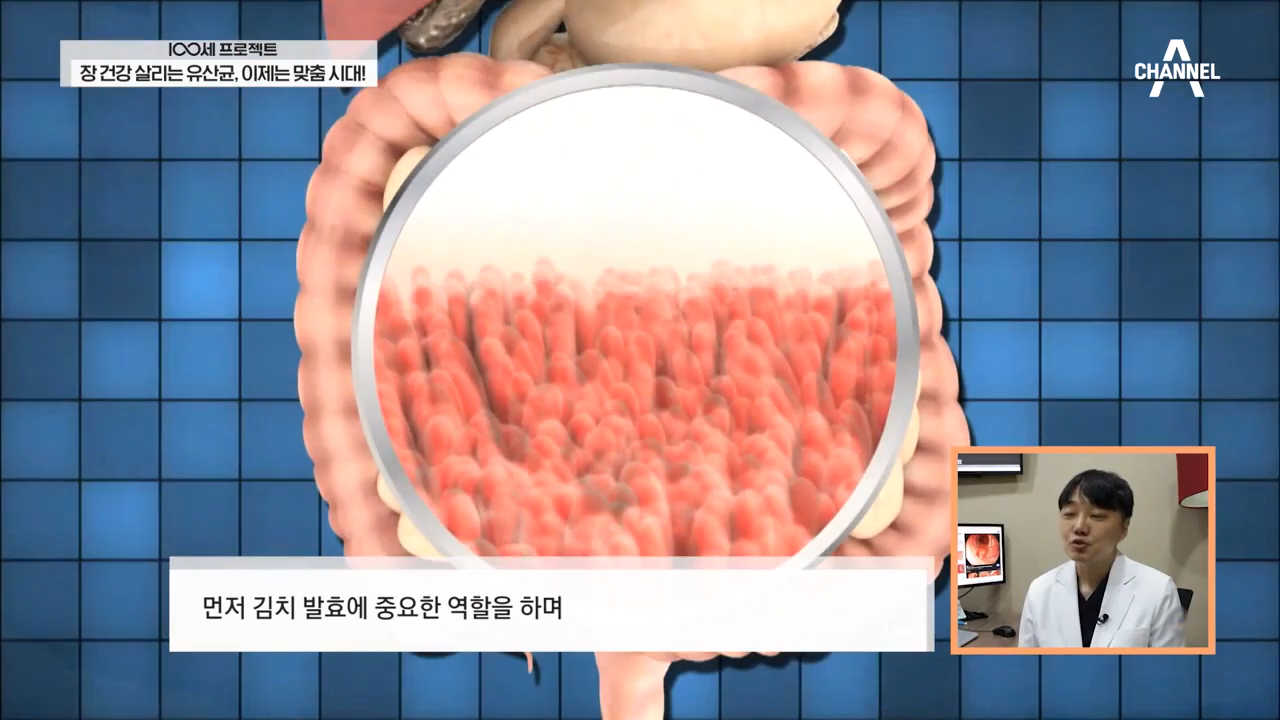 100세 프로젝트
장 건강 살리는 유산균, 이제는 맞춤 시대!
CHANNEL A
먼저 김치 발효에 중요한 역할을 하며